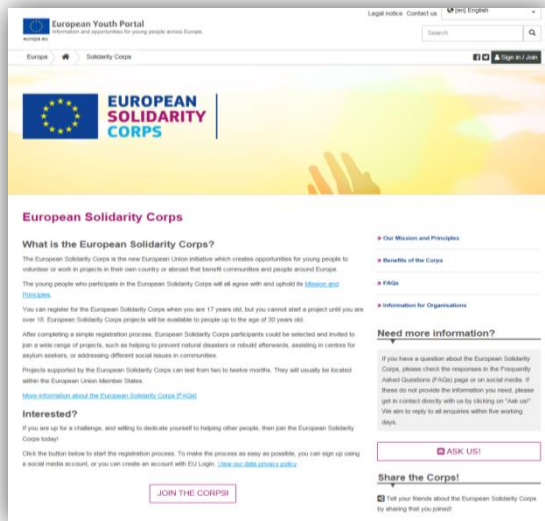 Legal notice Contact us [en] English
European Youth Portal
Information and opportunities for young people across Europe.
europa.eu
Search
Europa Solidarity Corps
Sign in / Join
EUROPEAN
SOLIDARITY
CORPS
European Solidarity Corps
What is the European Solidarity Corps?
The European Solidarity Corps is the new European Union initiative which creates opportunities for young people to
volunteer or work in projects in their own country or abroad that benefit communities and people around Europe.
The young people who participate in the European Solidarity Corps will all agree with and uphold its Mission and
Principles.
You can register for the European Solidarity Corps when you are 17 years old, but you cannot start a project until you are
over 18. European Solidarity Corps projects will be available to people up to the age of 30 years old.
After completing a simple registration process, European Solidarity Corps participants could be selected and invited to
join a wide range of projects, such as helping to prevent natural disasters or rebuild afterwards, assisting in centres for
asylum seekers, or addressing different social issues in communities.
Projects supported by the European Solidarity Corps can last from two to twelve months. They will usually be located
within the European Union Member States.
More information about the European Solidarity Corps [FAQs]
Interested?
If you are up for a challenge, and willing to dedicate yourself to helping other people, then join the European Solidarity
Corps today!
Click the button below to start the registration process. To make the process as easy as possible, you can sign up using
a social media account, or you can create an account with EU Login. View our data privacy policy
JOIN THE CORPS!
» Our Mission and Principles
» Benefits of the Corps
» FAQs
» Information for Organisations
Need more information?
If you have a question about the European Solidarity
Corps, please check the responses in the Frequently
Asked Questions (FAQs) page or on social media. If
these do not provide the information you need, please
get in contact directly with us by clicking on "Ask us!"
We aim to reply to all enquiries within five working
days.
ASK US!
Share the Corps!
Tell your friends about the European Solidarity Corps
by sharing that you joined!